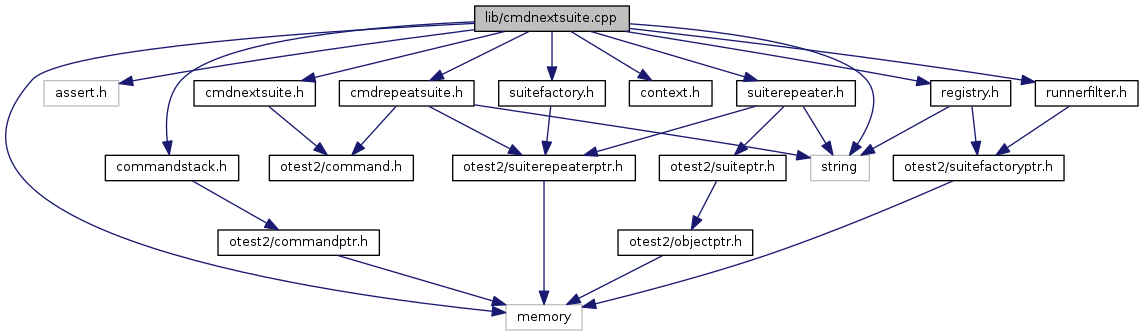 lib/cmdnextsuite.cpp
assert.h
cmdnextsuite.h
cmdrepeatsuite.h
suitefactory.h
context.h
suiterepeater.h
registry.h
runnerfilter.h
commandstack.h
otest2/command.h
otest2/suiterepeaterptr.h
otest2/suiteptr.h
string
otest2/suitefactoryptr.h
otest2/commandptr.h
otest2/objectptr.h
memory